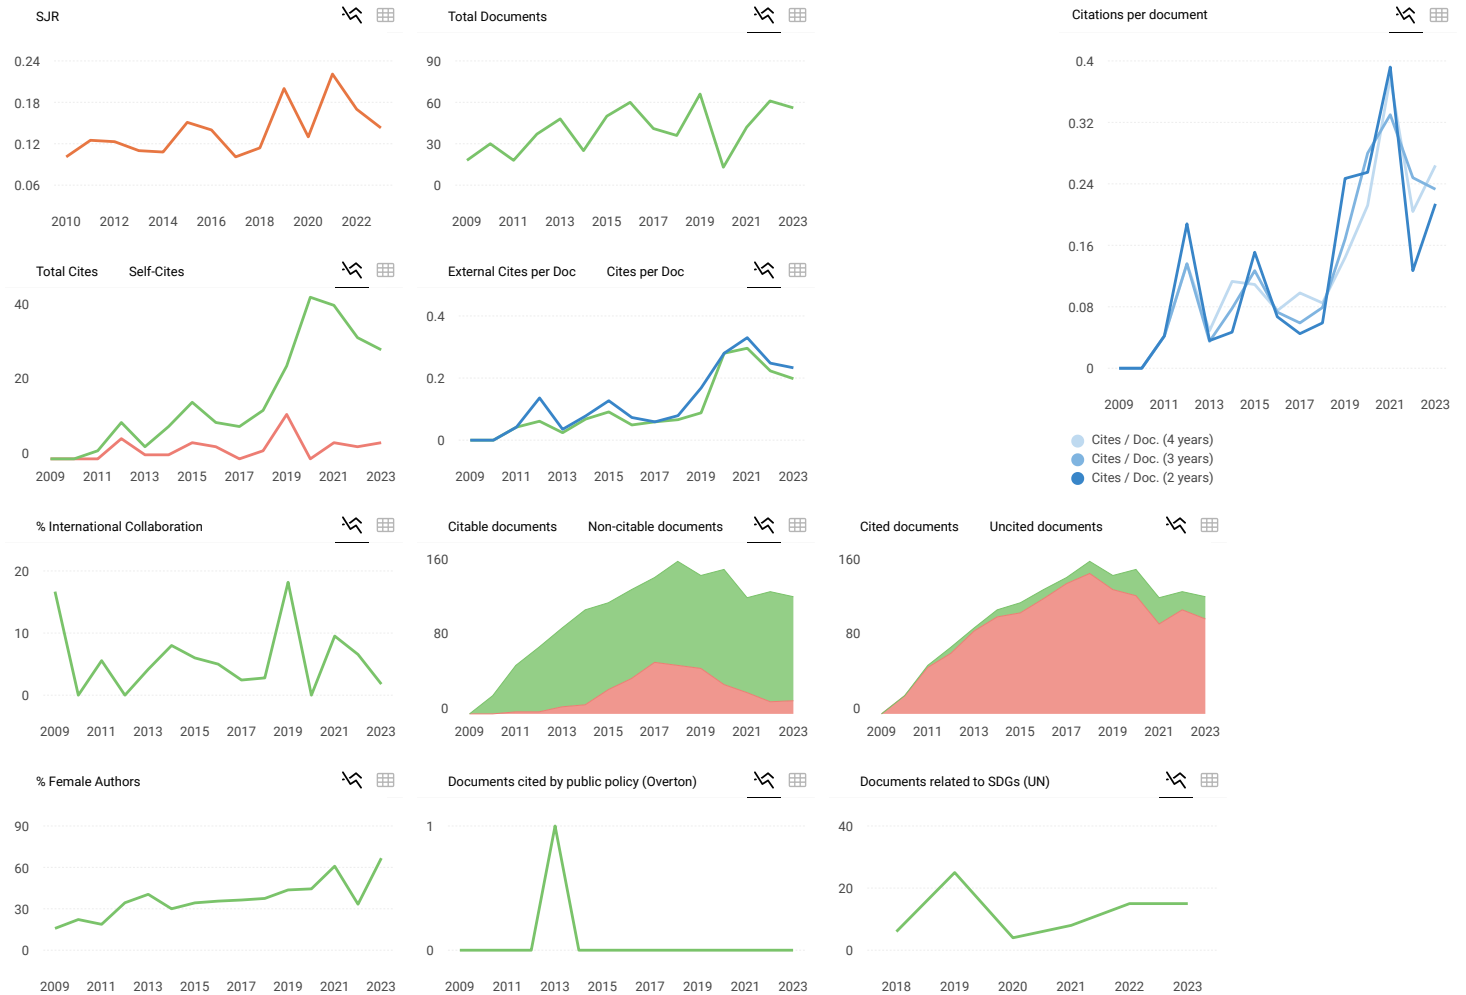 SJR
0.24
0.18
0.12
0.06
2010 2012 2014 2016 2018 2020 2022
Total Documents
90
60
30
0
2009 2011 2013 2015 2017 2019 2021 2023
Citations per document
0.4
0.32
0.24
0.16
0.08
0
2009 2011 2013 2015 2017 2019 2021 2023
Cites / Doc. (4 years)
Cites / Doc. (3 years)
Cites / Doc. (2 years)
Total Cites Self-Cites
40
20
0
2009 2011 2013 2015 2017 2019 2021 2023
External Cites per Doc Cites per Doc
0.4
0.2
0
2009 2011 2013 2015 2017 2019 2021 2023
% International Collaboration
20
10
0
2009 2011 2013 2015 2017 2019 2021 2023
Citable documents Non-citable documents
160
80
0
2009 2011 2013 2015 2017 2019 2021 2023
Cited documents Uncited documents
160
80
0
2009 2011 2013 2015 2017 2019 2021 2023
% Female Authors
90
60
30
0
2009 2011 2013 2015 2017 2019 2021 2023
Documents cited by public policy (Overton)
1
0
2009 2011 2013 2015 2017 2019 2021 2023
Documents related to SDGs (UN)
40
20
0
2018 2019 2020 2021 2022 2023